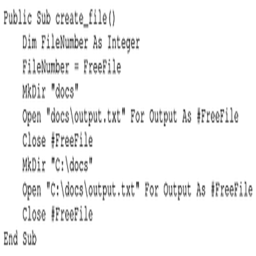 Public Sub create_file()
    Dim FileNumber As Integer
    FileNumber = FreeFile
    MkDir "docs"
    Open "docs\output.txt" For Output As #FreeFile
    Close #FreeFile
    MkDir "C:\docs"
    Open "C:\docs\output.txt" For Output As #FreeFile
    Close #FreeFile
End Sub